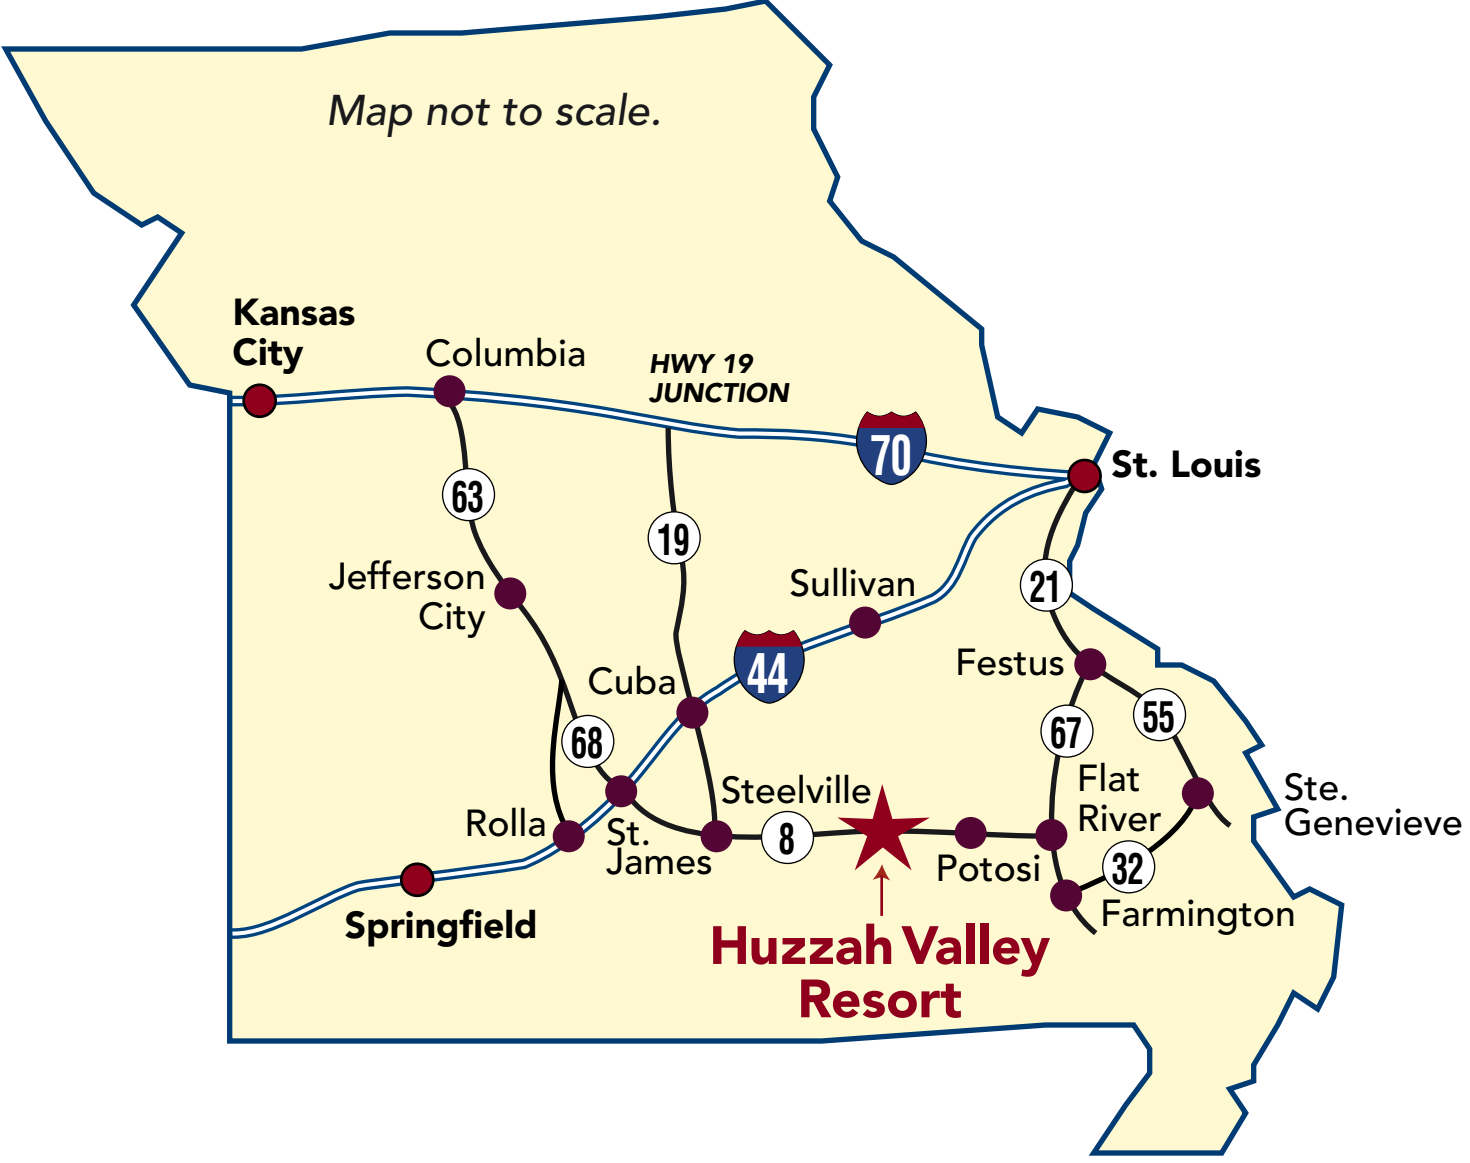 Map not to scale.
Kansas
City
Columbia
HWY 19
JUNCTION
70
St. Louis
63
19
Jefferson
City
Sullivan
21
44
Cuba
Festus
68
67
55
Steelville
Flat
River
Ste.
Genevieve
Rolla
St.
James
8
Potosi
32
Springfield
Farmington
Huzzah Valley
Resort